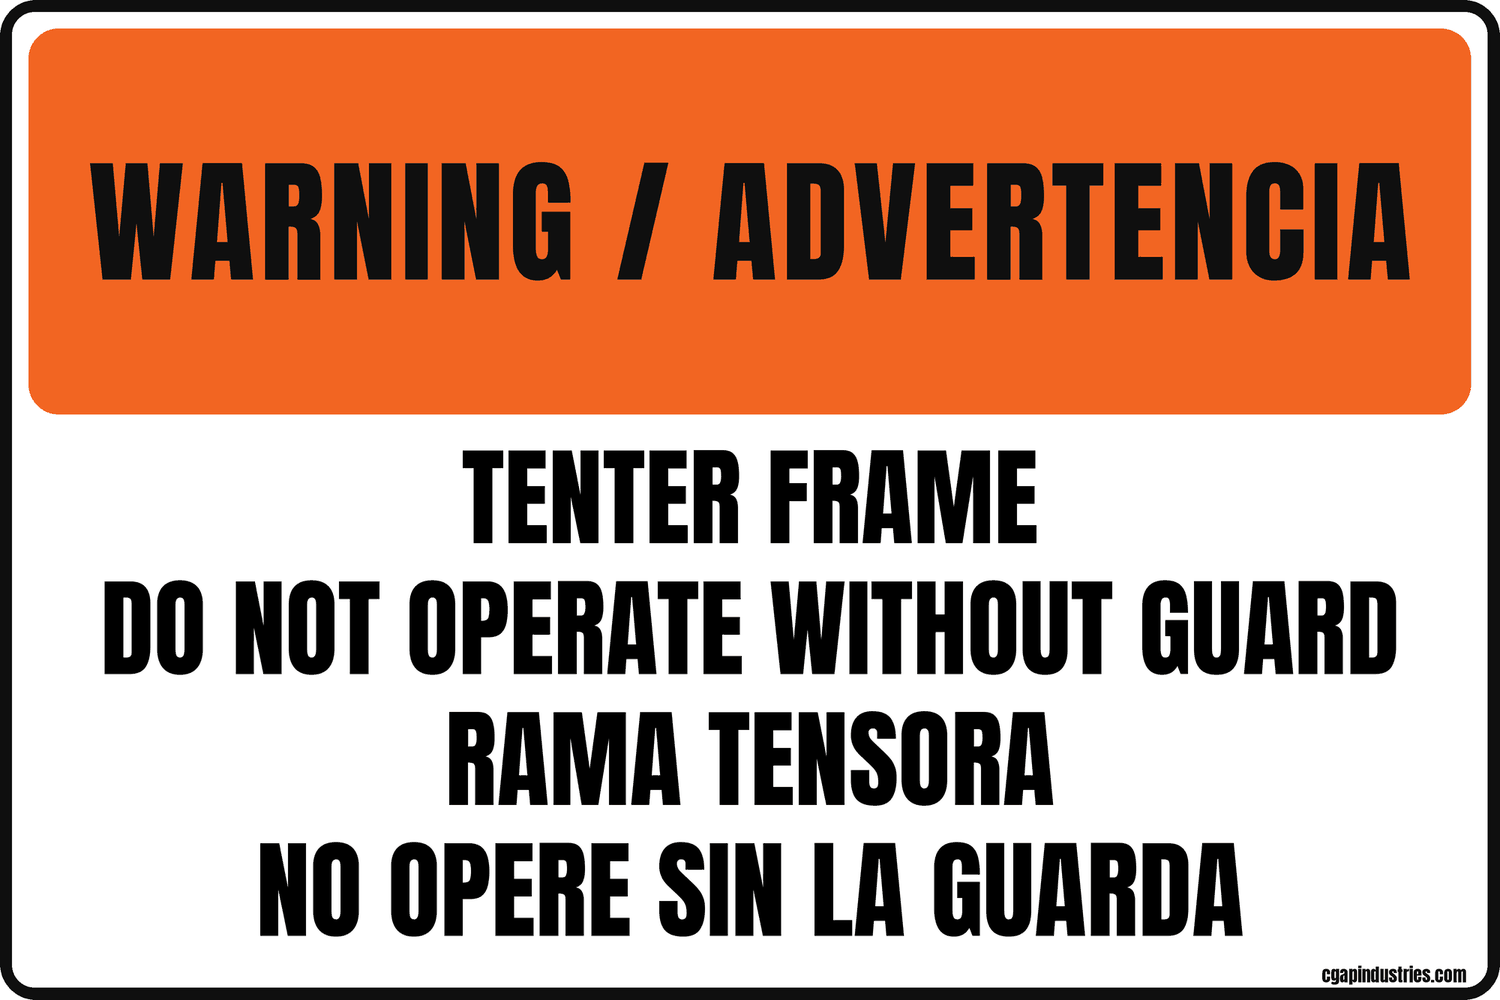 WARNING / ADVERTENCIA
TENTER FRAME
DO NOT OPERATE WITHOUT GUARD
RAMA TENSORA
NO OPERE SIN LA GUARDA
cgapindustries.com